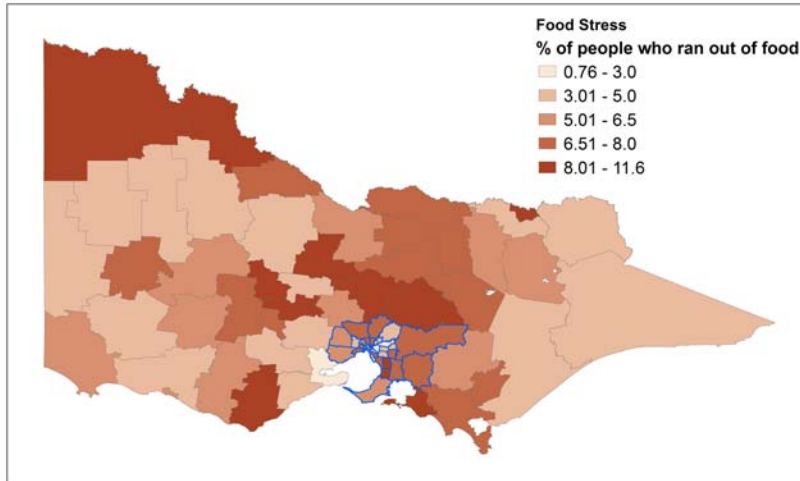 Food Stress
% of people who ran out of food
0.76 - 3.0
3.01 - 5.0
5.01 - 6.5
6.51 - 8.0
8.01 - 11.6